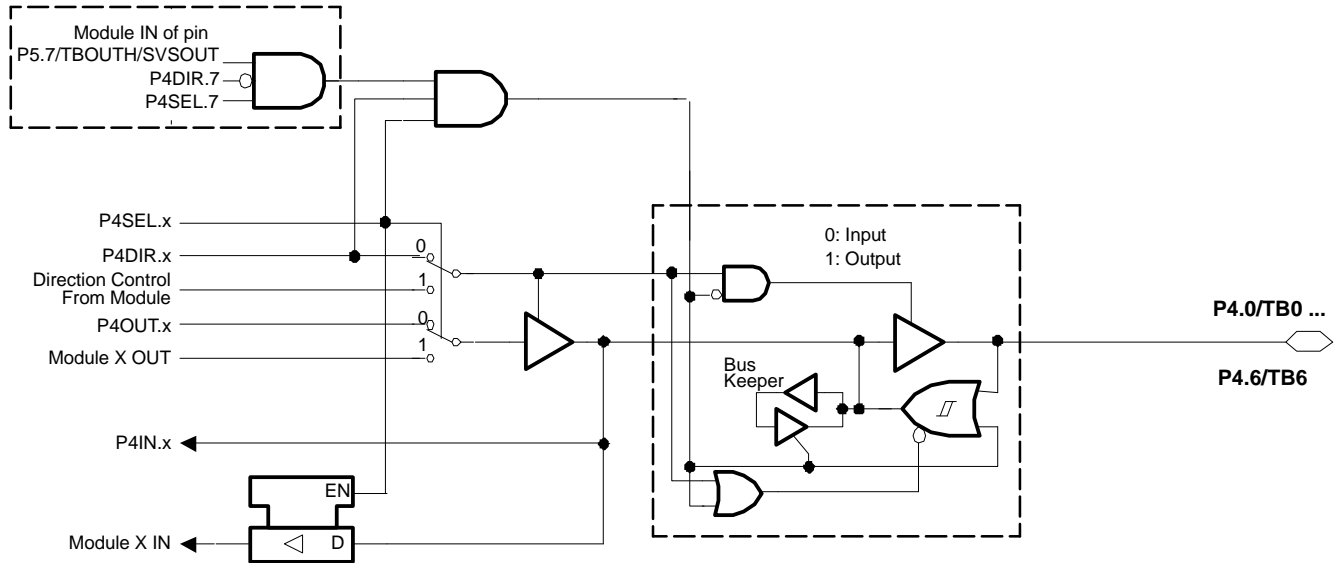 Module IN of pin
P5.7/TBOUTH/SVSOUT
P4DIR.7
P4SEL.7
P4SEL.x
P4DIR.x
0
Direction Control
From Module
1
P4OUT.x
0
Module X OUT
1
0: Input
1: Output
Bus
Keeper
P4.0/TB0 ...
P4.6/TB6
P4IN.x
EN
Module X IN
D